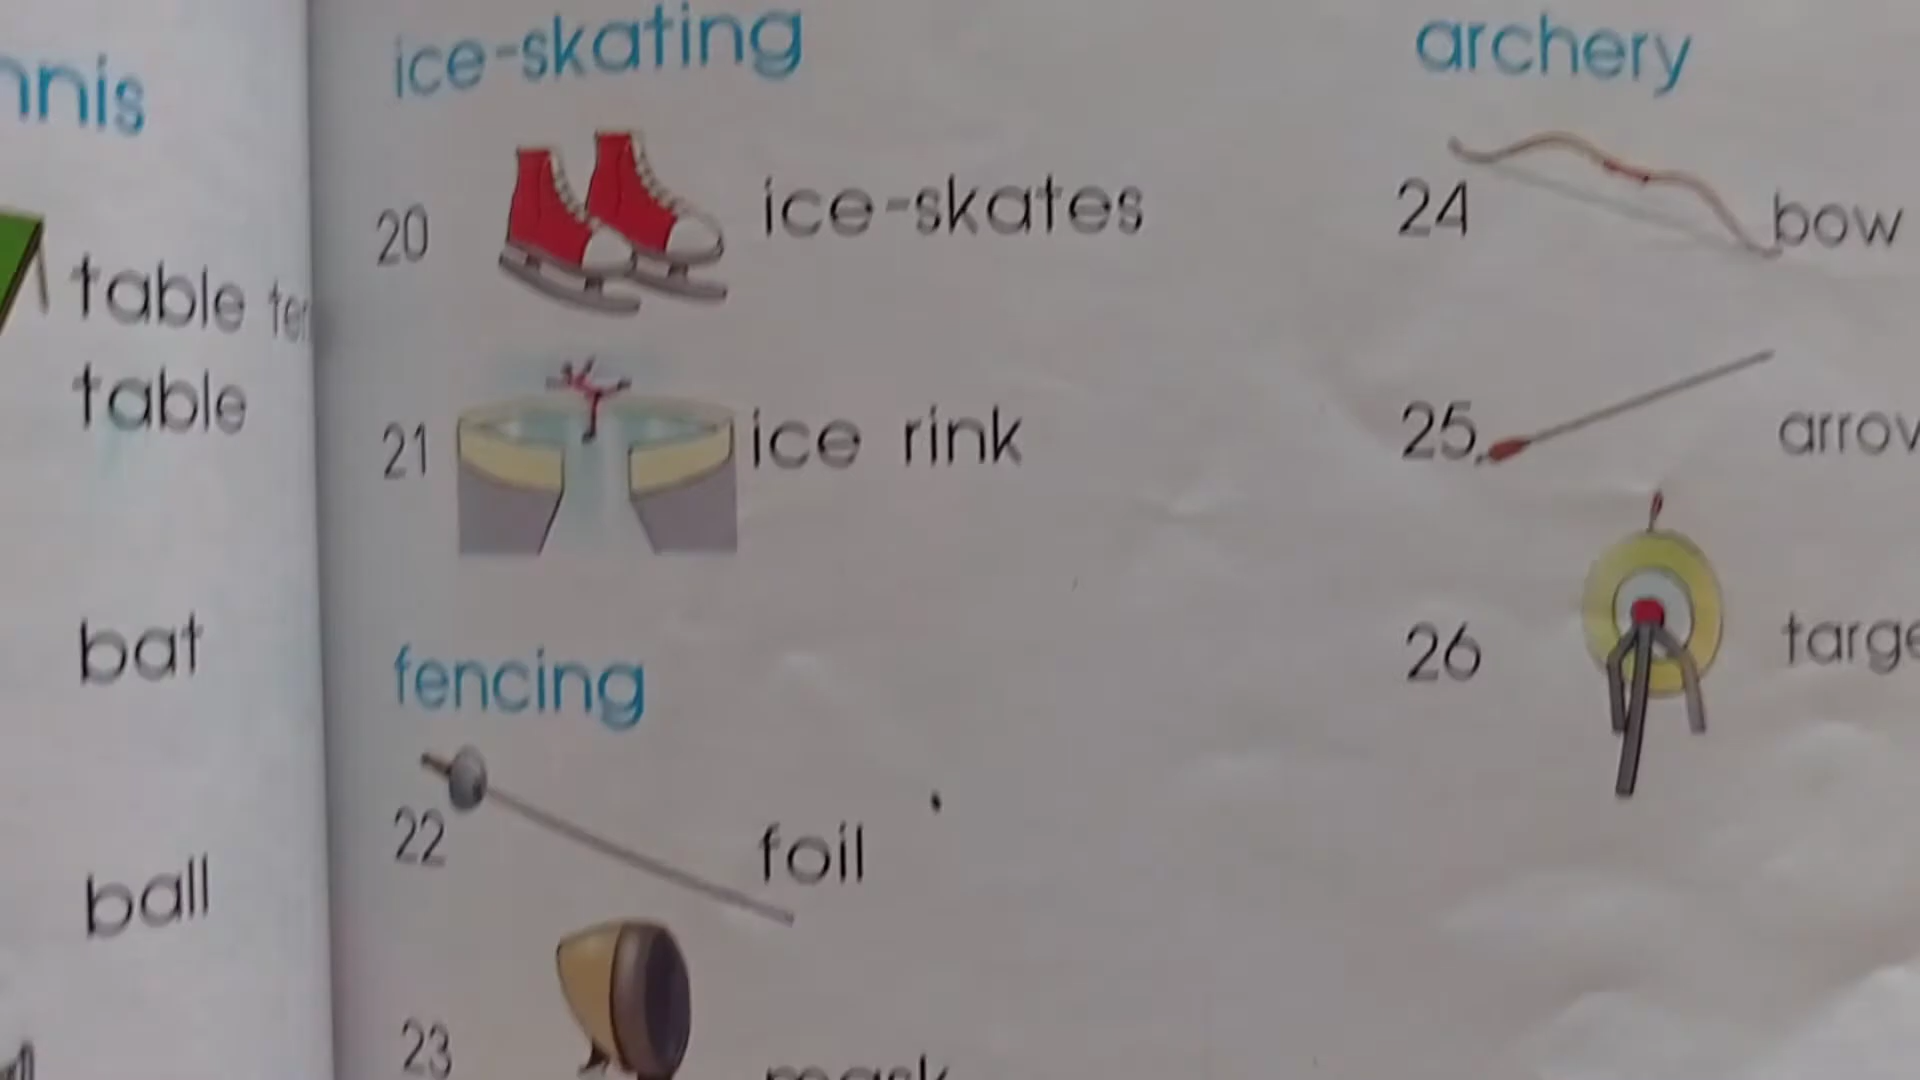 table
table
bat
ball
ice-skating
20 ice-skates
21 ice rink
fencing
22 foil
23 mask
archery
24 bow
25
26